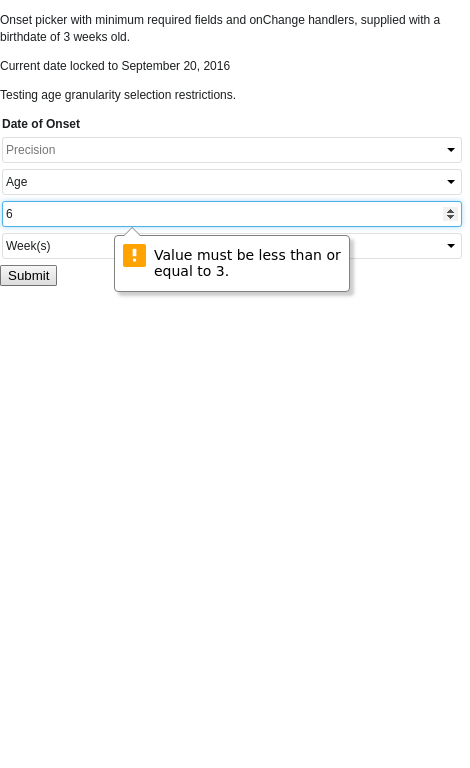 Onset picker with minimum required fields and onChange handlers, supplied with a
birthdate of 3 weeks old.
Current date locked to September 20, 2016
Testing age granularity selection restrictions.
Date of Onset
Precision
Age
6
Week(s)
Value must be less than or
equal to 3.
Submit